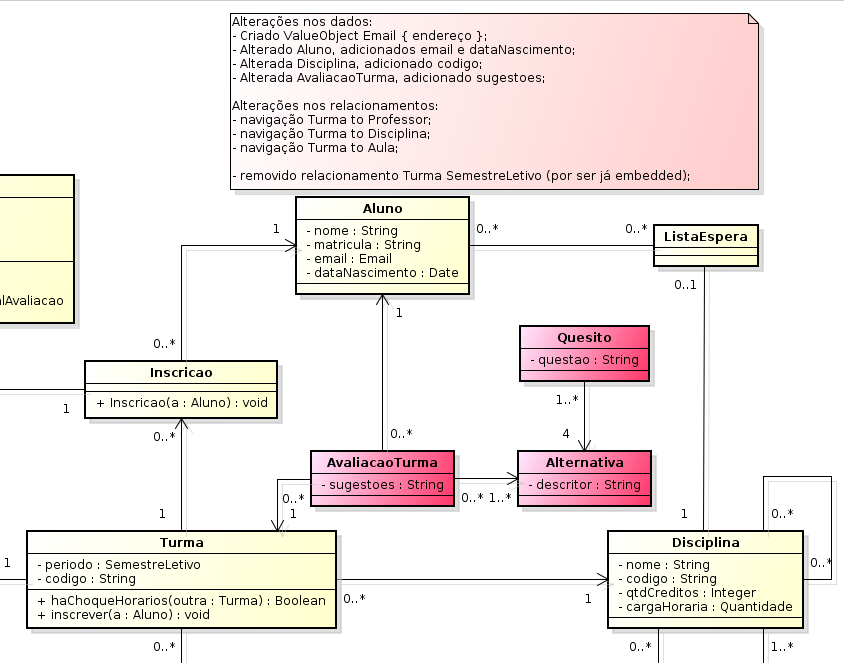 Alterações nos dados:
- Criado ValueObject Email { endereço };
- Alterado Aluno, adicionados email e dataNascimento;
- Alterada Disciplina, adicionado codigo;
- Alterada AvaliacaoTurma, adicionado sugestoes;
Alterações nos relacionamentos:
- navigação Turma to Professor;
- navigação Turma to Disciplina;
- navigação Turma to Aula;
- removido relacionamento Turma SemestreLetivo (por ser já embedded);
Aluno
- nome : String
- matricula : String
- email : Email
- dataNascimento : Date
1
0..*
0..*
ListaEspera
0..1
lAvaliacao
1
Quesito
- questao : String
0..*
Inscricao
+ Inscricao(a : Aluno) : void
1
0..*
1..*
4
0..*
AvaliacaoTurma
- sugestoes : String
Alternativa
- descritor : String
0..*
1
0..*
1..*
1
1
0..*
0..*
1
Turma
- periodo : SemestreLetivo
- codigo : String
+ haChoqueHorarios(outra : Turma) : Boolean
+ inscrever(a : Aluno) : void
0..*
1
Disciplina
- nome : String
- codigo : String
- qtdCreditos : Integer
- cargaHoraria : Quantidade
0..*
0..*
1..*